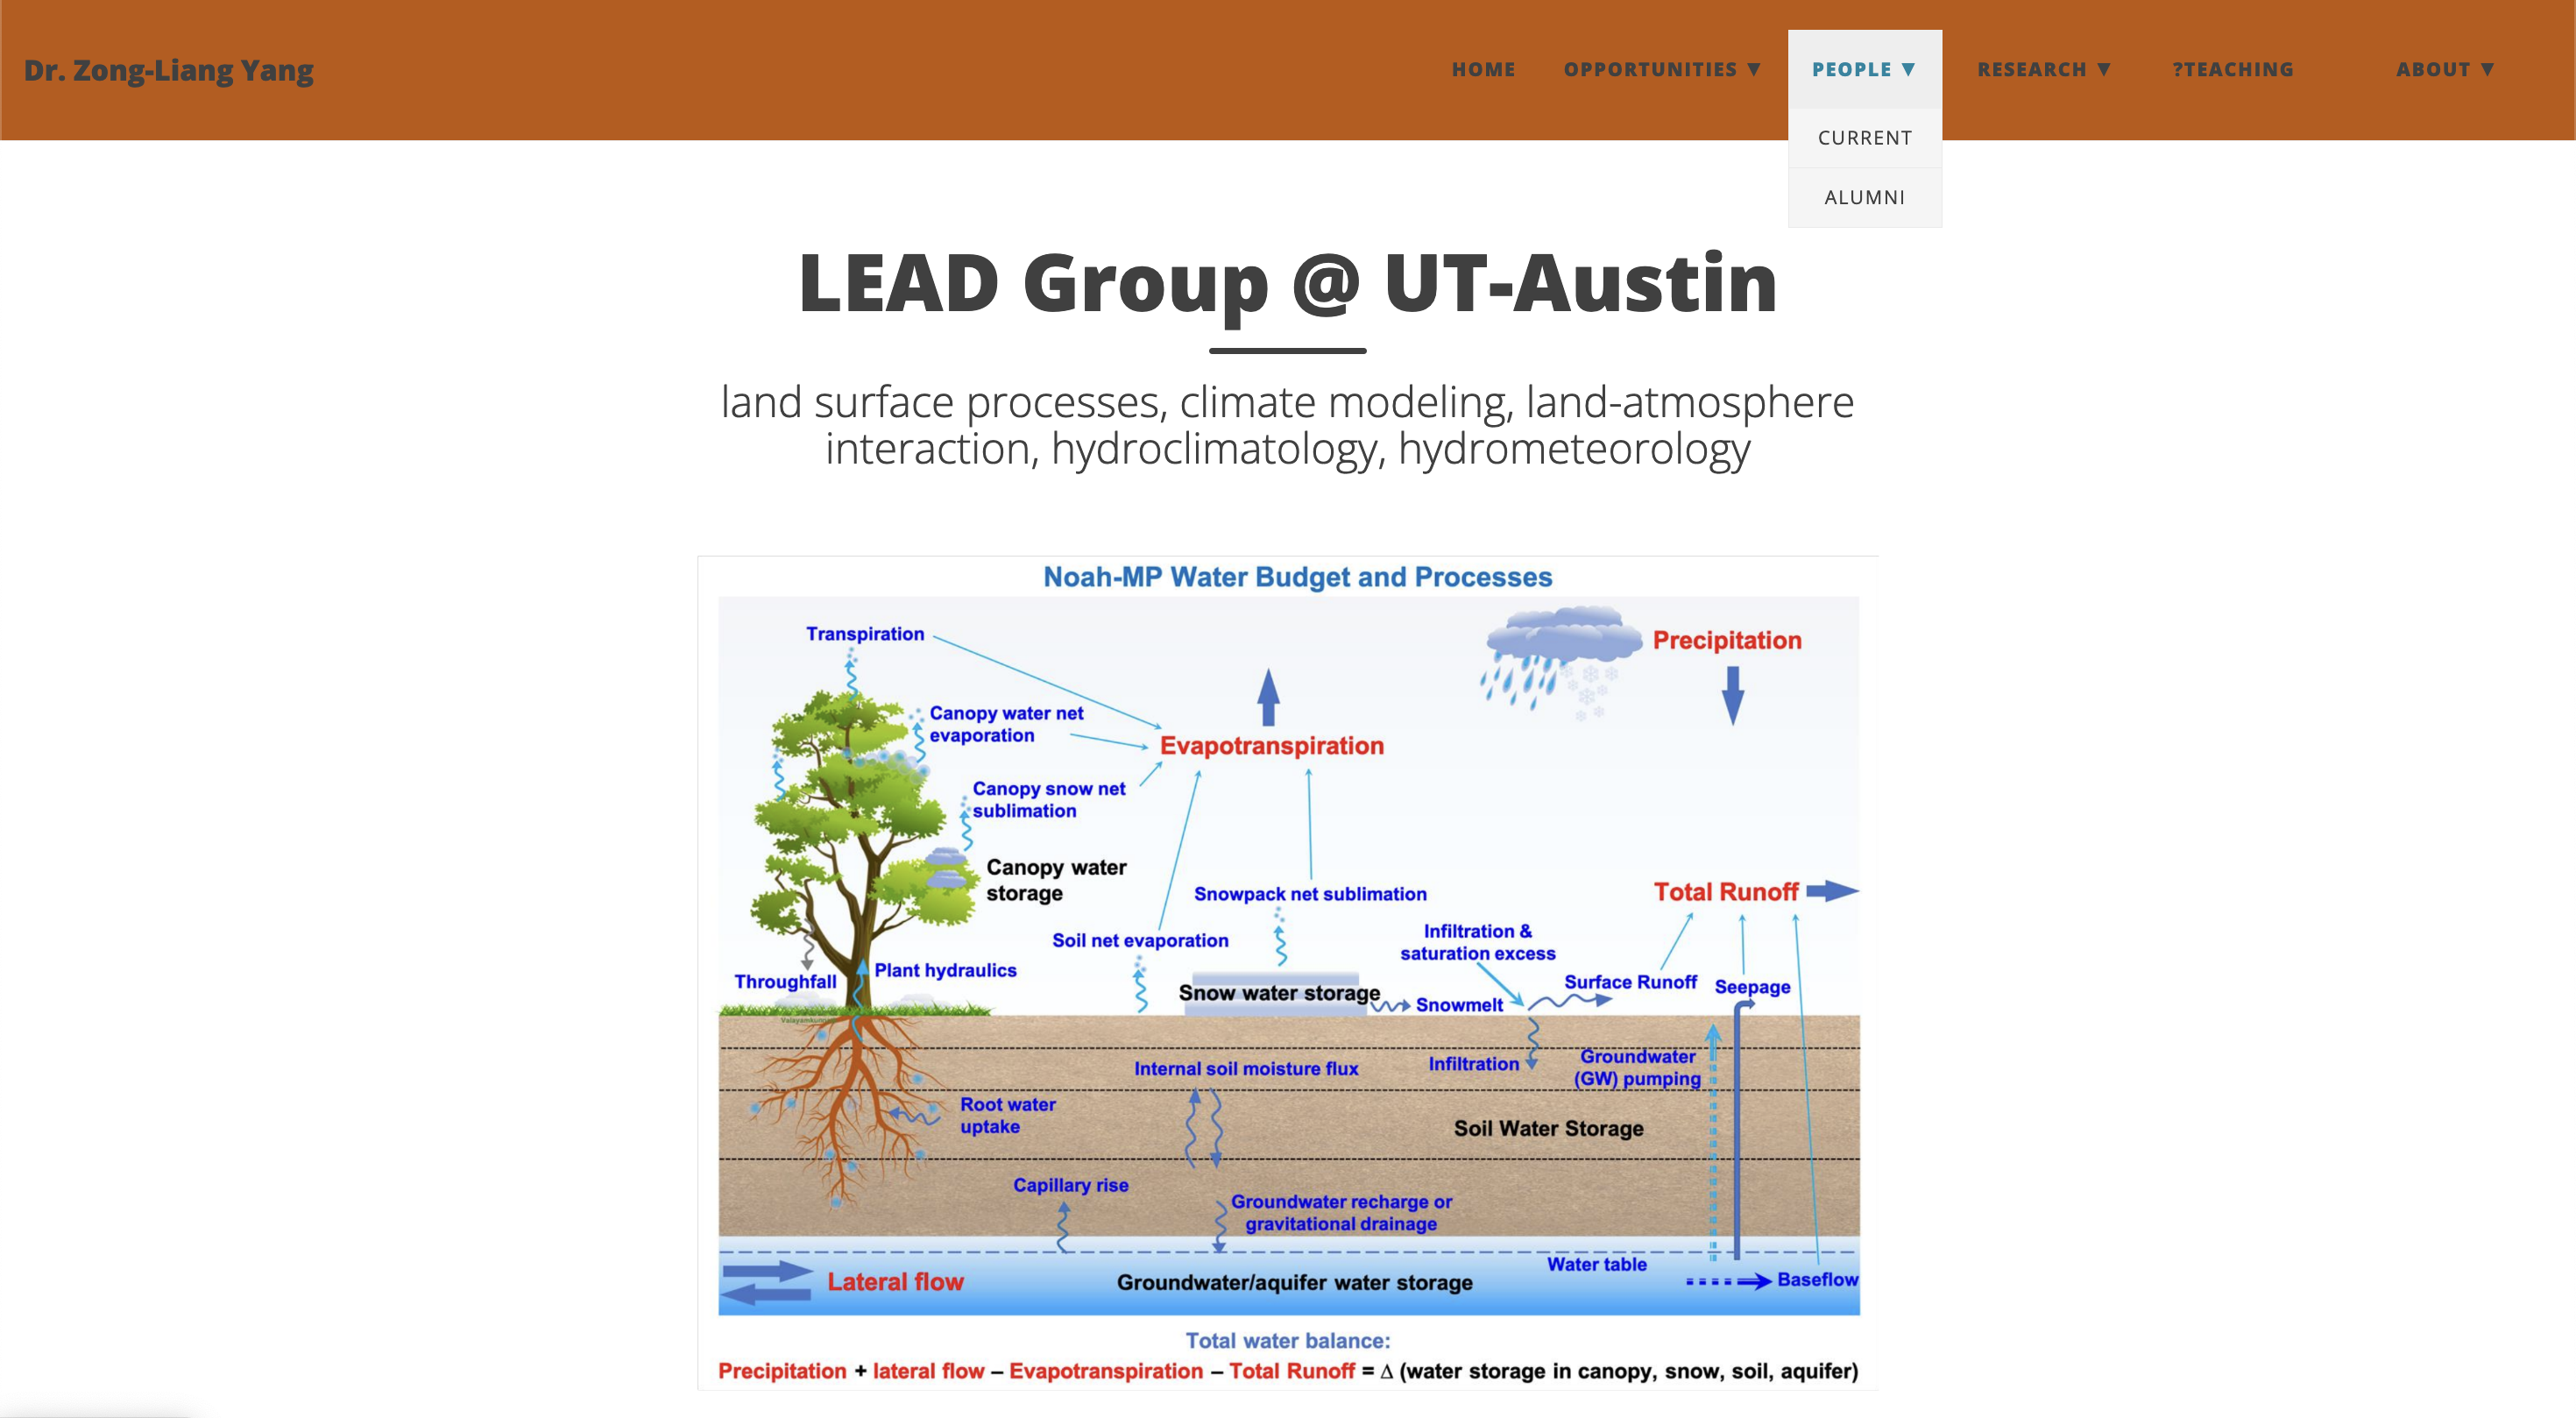 Dr. Zong-Liang Yang
HOME
OPPORTUNITIES ▼
PEOPLE ▼
RESEARCH ▼
?TEACHING
ABOUT ▼
CURRENT
ALUMNI
LEAD Group @ UT-Austin
land surface processes, climate modeling, land-atmosphere
interaction, hydroclimatology, hydrometeorology
Noah-MP Water Budget and Processes
Transpiration
Precipitation
Canopy water net
evaporation
Evapotranspiration
Canopy snow net
sublimation
Canopy water
storage
Snowpack net sublimation
Total Runoff
Soil net evaporation
Infiltration &
saturation excess
Throughfall
Plant hydraulics
Snow water storage
Snowmelt
Surface Runoff
Seepage
Internal soil moisture flux
Infiltration
Groundwater
(GW) pumping
Root water
uptake
Soil Water Storage
Capillary rise
Groundwater recharge or
gravitational drainage
Water table
Lateral flow
Groundwater/aquifer water storage
Baseflow
Total water balance:
Precipitation + lateral flow – Evapotranspiration – Total Runoff = Δ (water storage in canopy, snow, soil, aquifer)